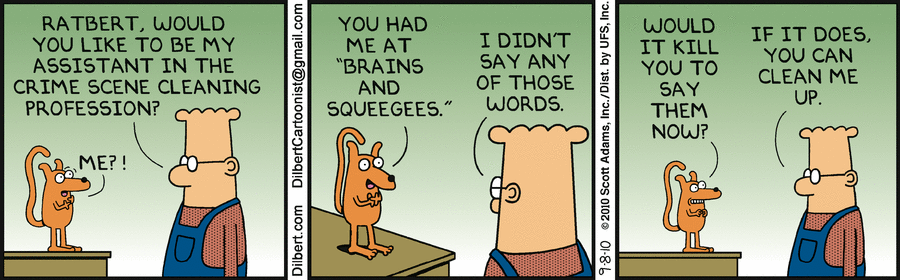 RATBERT, WOULD
YOU LIKE TO BE MY
ASSISTANT IN THE
CRIME SCENE CLEANING
PROFESSION?
ME?!
Dilbert.com DilbertCartoonist@gmail.com
YOU HAD
ME AT
"BRAINS
AND
SQUEEGEES."
I DIDN'T
SAY ANY
OF THOSE
WORDS.
9-8-10 ©2010 Scott Adams, Inc./Dist. by UFS, Inc.
WOULD
IT KILL
YOU TO
SAY
THEM
NOW?
IF IT DOES,
YOU CAN
CLEAN ME
UP.